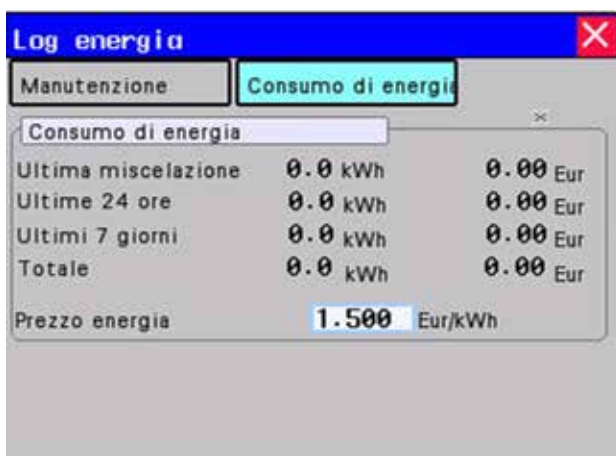 Log energia
Manutenzione Consumo di energia
Consumo di energia
Ultima miscelazione 0.0 kWh 0.00 Eur
Ultime 24 ore 0.0 kWh 0.00 Eur
Ultimi 7 giorni 0.0 kWh 0.00 Eur
Totale 0.0 kWh 0.00 Eur
Prezzo energia 1.500 Eur/kWh